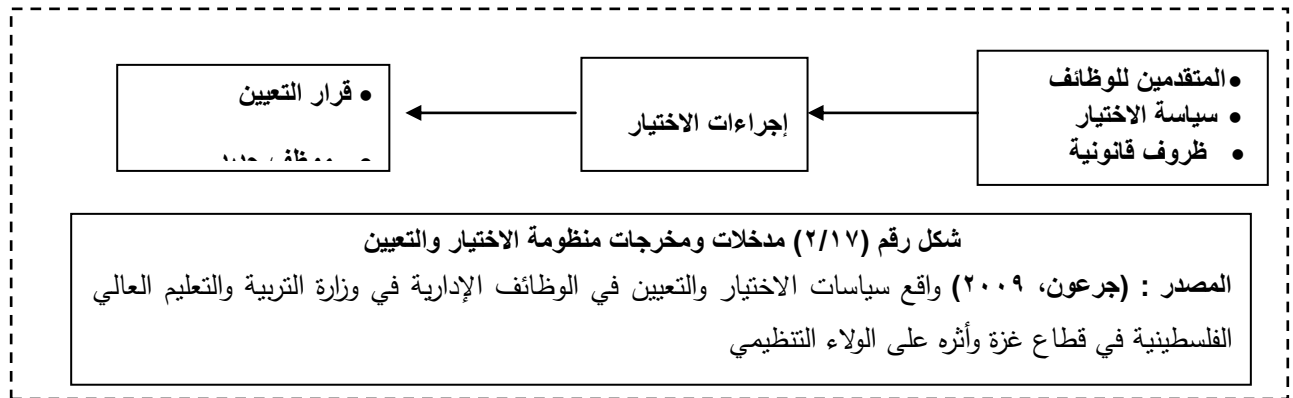 •المتقدمين للوظائف
• سياسة الاختيار
• ظروف قانونية
إجراءات الاختيار
• قرار التعيين
شكل رقم (٢/١٧) مدخلات ومخرجات منظومة الاختيار والتعيين
المصدر : (جرعون، ٢٠٠٩) واقع سياسات الاختيار والتعيين في الوظائف الإدارية في وزارة التربية والتعليم العالي
الفلسطينية في قطاع غزة وأثره على الولاء التنظيمي